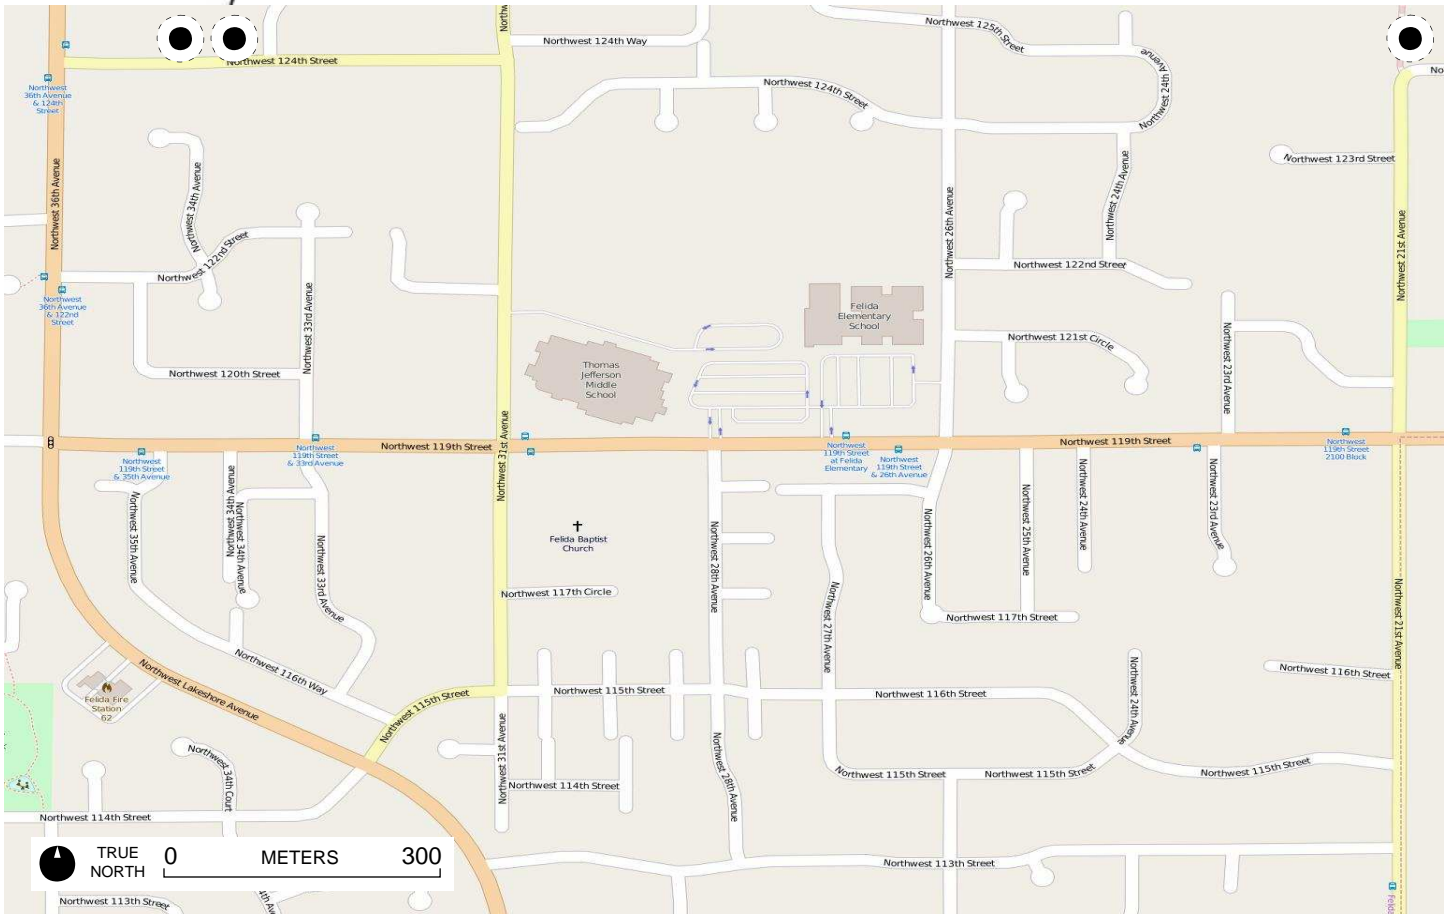 Northwest 125th Street
Northwest 124th Way
Northwest 124th Street
Northwest 124th Street
Northwest 24th Avenue
Northwest
36th Avenue
& 124th
Street
Northwest 123rd Street
Northwest 36th Avenue
Northwest 34th Avenue
Northwest 24th Avenue
Northwest 26th Avenue
Northwest 21st Avenue
Northwest 122nd Street
Northwest 122nd Street
Northwest
36th Avenue
& 122nd
Street
Northwest 33rd Avenue
Felida
Elementary
School
Northwest 121st Circle
Northwest 23rd Avenue
Northwest 120th Street
Thomas
Jefferson
Middle
School
Northwest 31st Avenue
Northwest 119th Street
Northwest 119th Street
Northwest
119th Street
& 35th Avenue
Northwest
119th Street
& 33rd Avenue
Northwest
119th Street
at Felida
Elementary
Northwest
119th Street
& 26th Avenue
Northwest
119th Street
2100 Block
Northwest 35th Avenue
Northwest 34th Avenue
Northwest 34th Avenue
Northwest 33rd Avenue
Felida Baptist
Church
Northwest 28th Avenue
Northwest 27th Avenue
Northwest 26th Avenue
Northwest 25th Avenue
Northwest 24th Avenue
Northwest 23rd Avenue
Northwest 117th Circle
Northwest 117th Street
Northwest 21st Avenue
Northwest 116th Way
Northwest 116th Street
Northwest Lakeshore Avenue
Felida Fire
Station
62
Northwest 115th Street
Northwest 115th Street
Northwest 116th Street
Northwest 24th Avenue
Northwest 31st Avenue
Northwest 28th Avenue
Northwest 34th Court
Northwest 115th Street
Northwest 115th Street
Northwest 115th Street
Northwest 114th Street
Northwest 114th Street
Northwest 113th Street
TRUE
NORTH
0 METERS 300
Northwest 113th Street